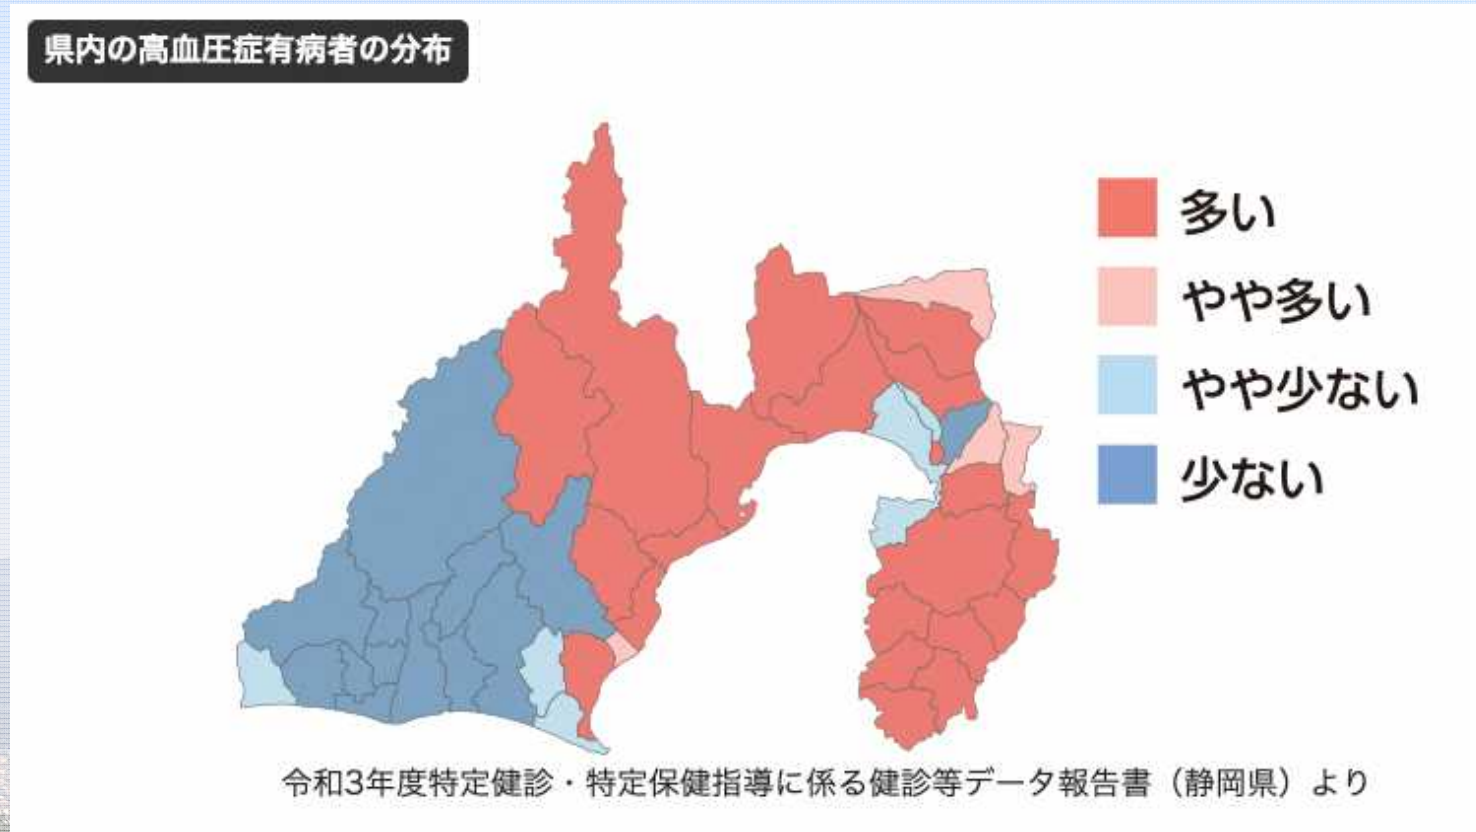 県内の高血圧症有病者の分布
多い
やや多い
やや少ない
少ない
令和3年度特定健診・特定保健指導に係る健診等データ報告書（静岡県）より